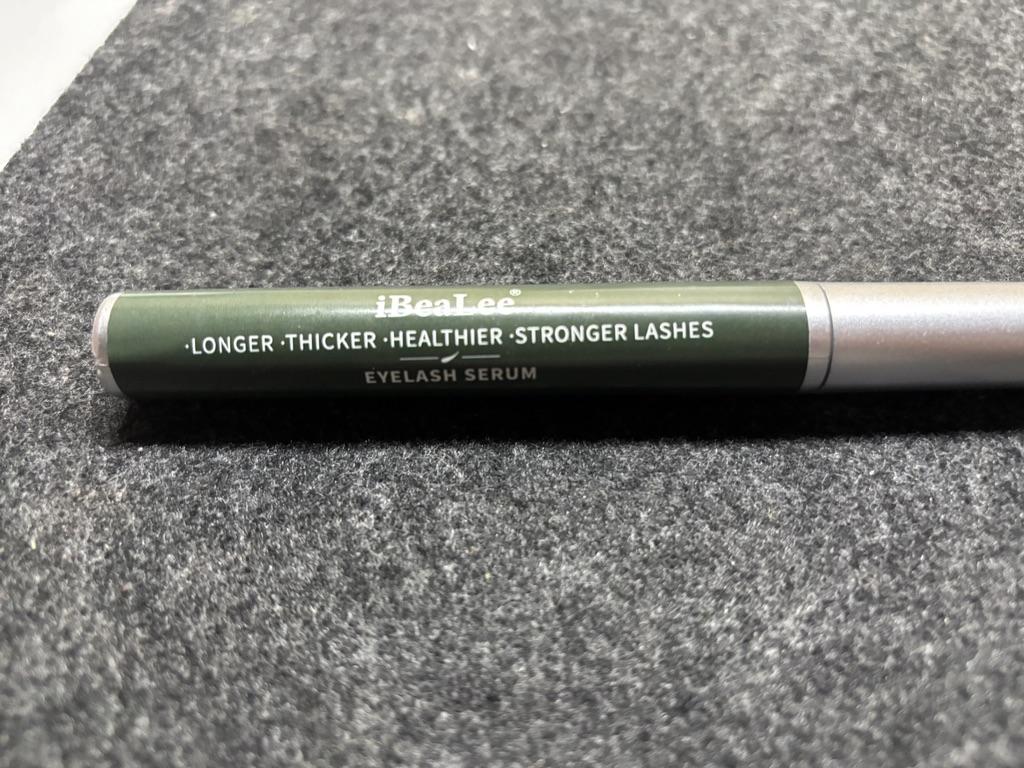 iBeaLee®
·LONGER ·THICKER ·HEALTHIER ·STRONGER LASHES
EYELASH SERUM